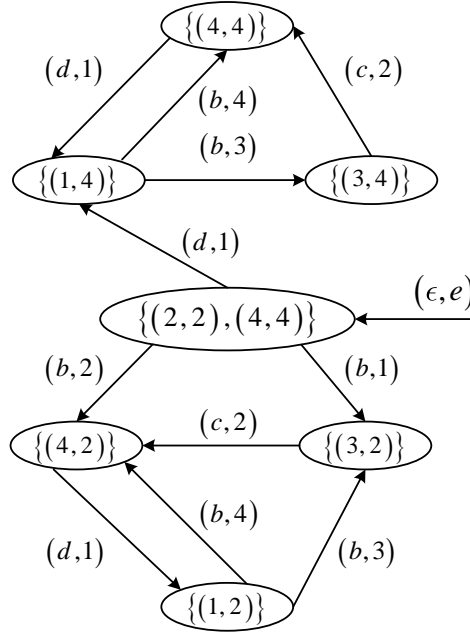 {(4,4)}
(d,1)
(c,2)
(b,4)
(b,3)
{(1,4)}
{(3,4)}
(d,1)
(ϵ,e)
{(2,2),(4,4)}
(b,2)
(b,1)
(c,2)
{(4,2)}
{(3,2)}
(b,4)
(d,1)
(b,3)
{(1,2)}